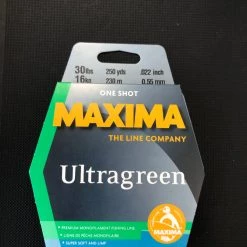 30lbs 250 yds .022 inch
16kg 230 m 0.55 mm
ONE SHOT
MAXIMA
THE LINE COMPANY
Ultragreen
• PREMIUM MONOFILAMENT FISHING LINE
• LIGNE DE PÊCHE MONOFILAMENT
• SUPER SOFT AND LIMP
MAXIMA